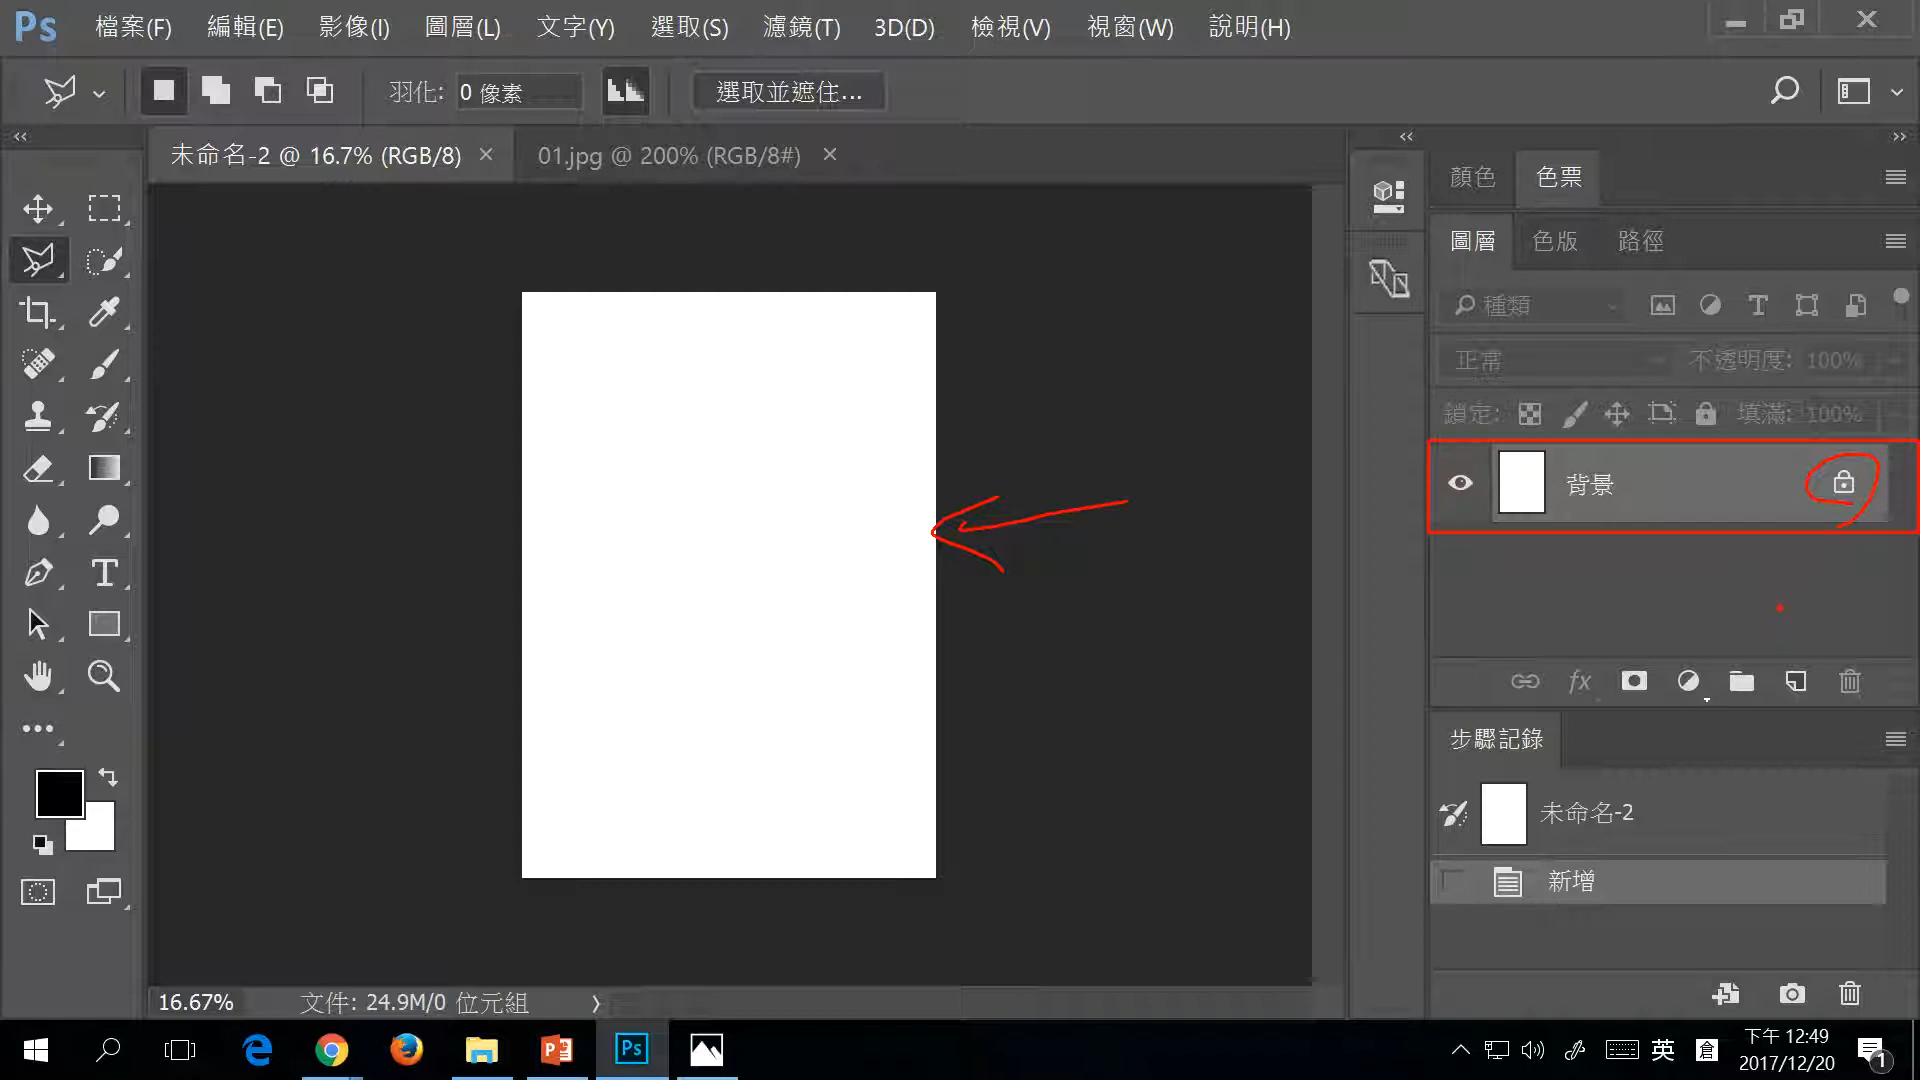 Ps 檔案(F) 編輯(E) 影像(I) 圖層(L) 文字(Y) 選取(S) 濾鏡(T) 3D(D) 檢視(V) 視窗(W) 說明(H)
羽化: 0 像素 選取並遮住...
未命名-2 @ 16.7% (RGB/8) × 01.jpg @ 200% (RGB/8#) ×
顏色 色票
圖層 色版 路徑
種類
正常 不透明度: 100%
鎖定: 填滿: 100%
背景
fx
步驟記錄
未命名-2
新增
16.67% 文件: 24.9M/0 位元組
Ps
英 倉
下午 12:49
2017/12/20
1